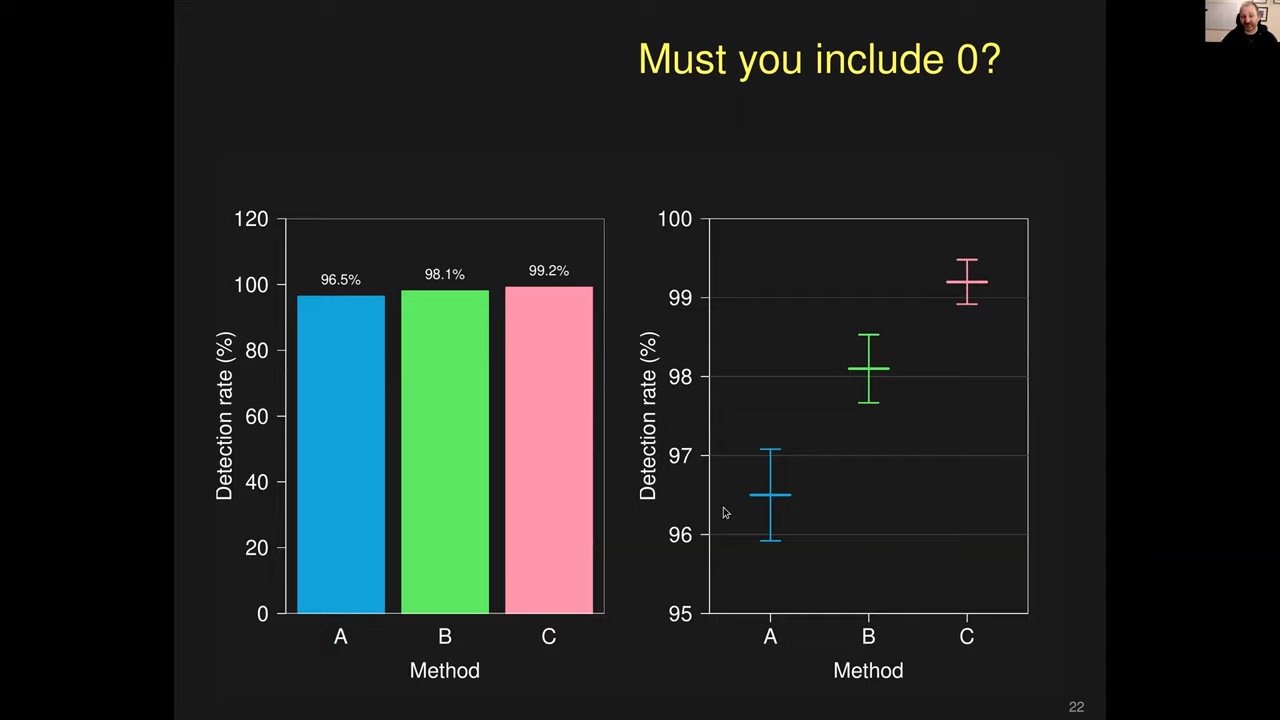 Must you include 0?
120
100
80
60
40
20
0
Detection rate (%)
96.5%
98.1%
99.2%
A B C
Method
100
99
98
97
96
95
Detection rate (%)
A B C
Method
22